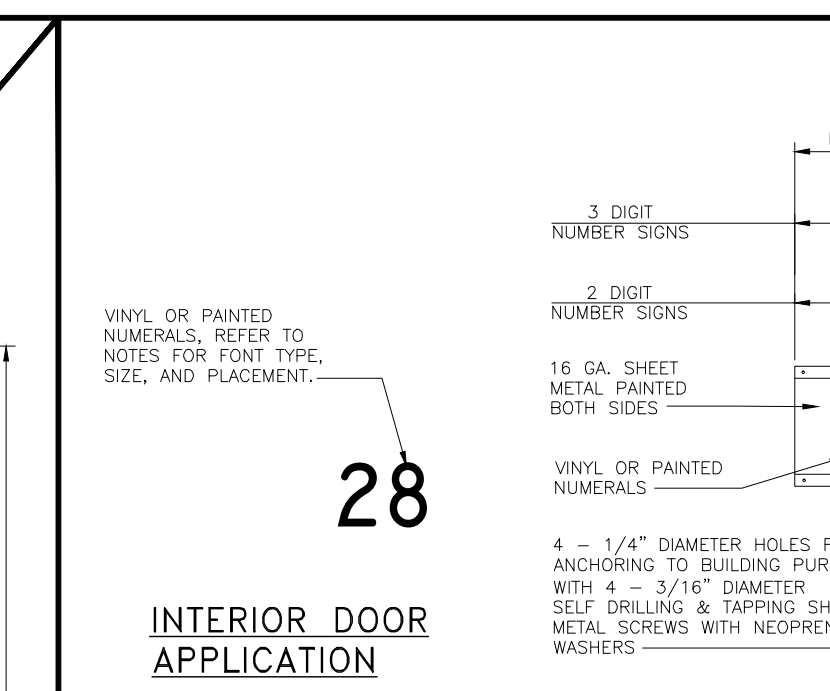 VINYL OR PAINTED
NUMERALS, REFER TO
NOTES FOR FONT TYPE,
SIZE, AND PLACEMENT.
28
INTERIOR DOOR
APPLICATION
3 DIGIT
NUMBER SIGNS
2 DIGIT
NUMBER SIGNS
16 GA. SHEET
METAL PAINTED
BOTH SIDES
VINYL OR PAINTED
NUMERALS
4 – 1/4" DIAMETER HOLES
ANCHORING TO BUILDING
WITH 4 – 3/16" DIAMETER
SELF DRILLING & TAPPING
METAL SCREWS WITH
WASHERS